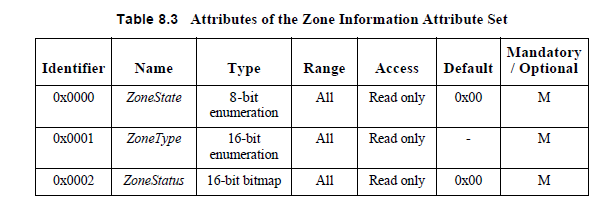 Table 8.3 Attributes of the Zone Information Attribute Set
Identifier Name Type Range Access Default Mandatory / Optional
0x0000 ZoneState 8-bit enumeration All Read only 0x00 M
0x0001 ZoneType 16-bit enumeration All Read only - M
0x0002 ZoneStatus 16-bit bitmap All Read only 0x00 M